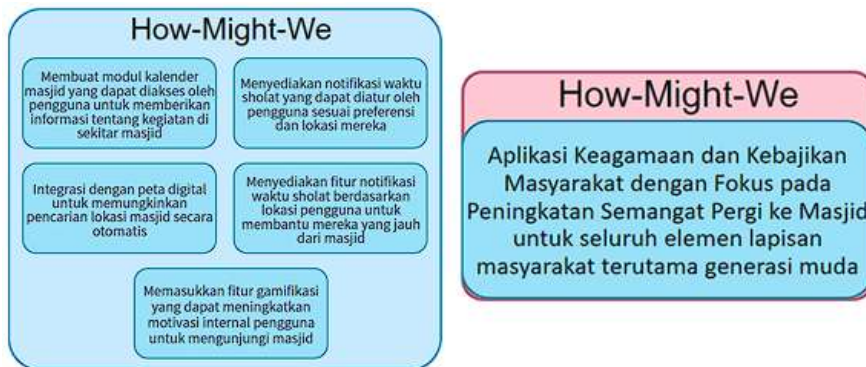 How-Might-We
Membuat modul kalender
masjid yang dapat diakses oleh
pengguna untuk memberikan
informasi tentang kegiatan di
sekitar masjid
Menyediakan notifikasi waktu
sholat yang dapat diatur oleh
pengguna sesuai preferensi
dan lokasi mereka
Integrasi dengan peta digital
untuk memungkinkan
pencarian lokasi masjid secara
otomatis
Menyediakan fitur notifikasi
waktu sholat berdasarkan
lokasi pengguna untuk
membantu mereka yang jauh
dari masjid
Memasukkan fitur gamifikasi
yang dapat meningkatkan
motivasi internal pengguna
untuk mengunjungi masjid
How-Might-We
Aplikasi Keagamaan dan Kebajikan
Masyarakat dengan Fokus pada
Peningkatan Semangat Pergi ke Masjid
untuk seluruh elemen lapisan
masyarakat terutama generasi muda